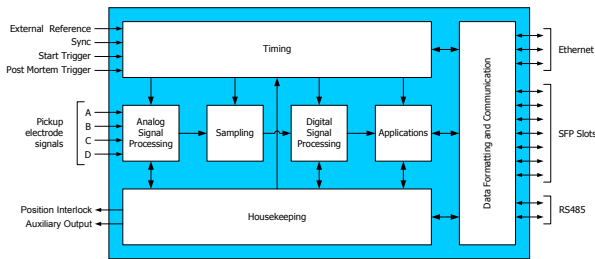 External Reference
Sync
Start Trigger
Post Mortem Trigger
Timing
Ethernet
Pickup
electrode
signals
A
B
C
D
Analog
Signal
Processing
Sampling
Digital
Signal
Processing
Applications
Data Formatting and Communication
SFP Slots
Position Interlock
Auxiliary Output
Housekeeping
RS485